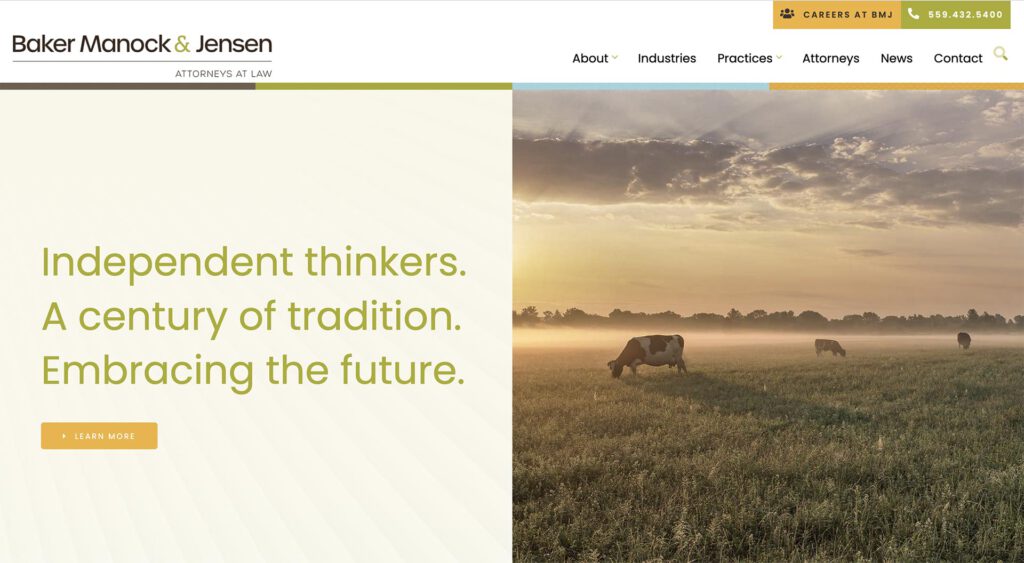 CAREERS AT BMJ
559.432.5400
Baker Manock & Jensen
ATTORNEYS AT LAW
About
Industries
Practices
Attorneys
News
Contact
Independent thinkers.
A century of tradition.
Embracing the future.
LEARN MORE